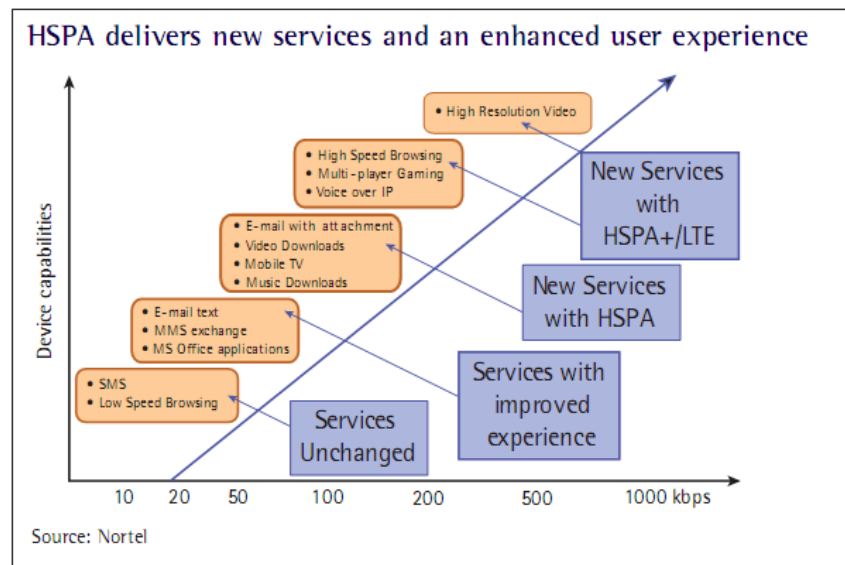 HSPA delivers new services and an enhanced user experience
Device capabilities
• High Resolution Video
• High Speed Browsing
• Multi-player Gaming
• Voice over IP
New Services
with
HSPA+/LTE
• E-mail with attachment
• Video Downloads
• Mobile TV
• Music Downloads
New Services
with HSPA
• E-mail text
• MMS exchange
• MS Office applications
Services with
improved
experience
• SMS
• Low Speed Browsing
Services
Unchanged
10 20 50 100 200 500 1000 kbps
Source: Nortel